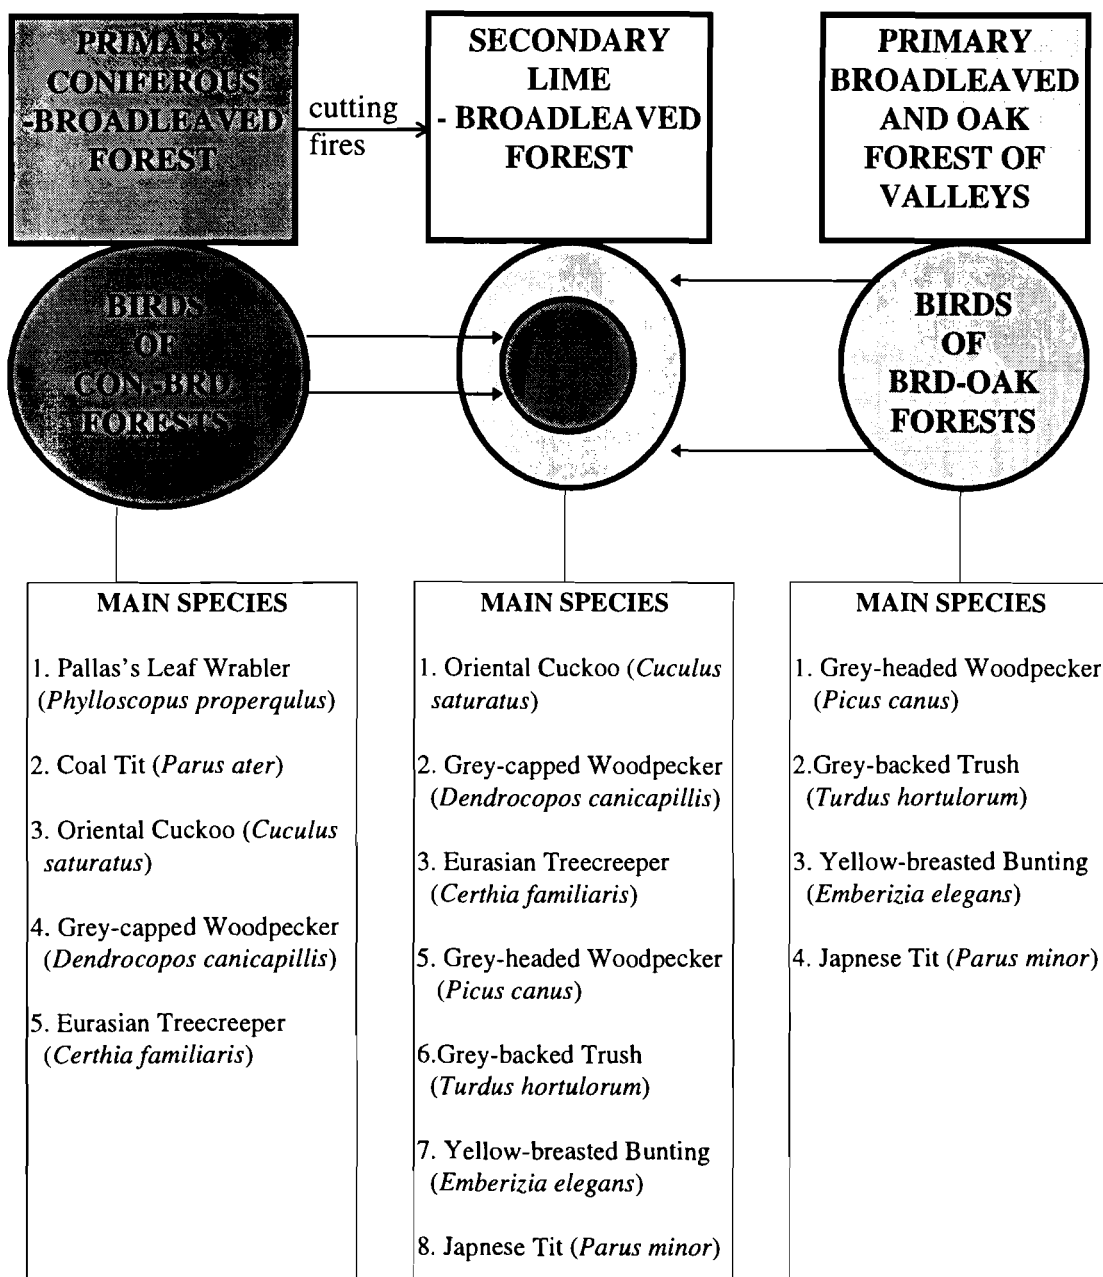 PRIMARY
CONIFEROUS
-BROADLEAVED
FOREST
cutting
fires
SECONDARY
LIME
- BROADLEAVED
FOREST
PRIMARY
BROADLEAVED
AND OAK
FOREST OF
VALLEYS
BIRDS
OF
CON.-BRD.
FORESTS
BIRDS
OF
BRD-OAK
FORESTS
MAIN SPECIES
1. Pallas's Leaf Wrabler
(Phylloscopus properqulus)
2. Coal Tit (Parus ater)
3. Oriental Cuckoo (Cuculus
saturatus)
4. Grey-capped Woodpecker
(Dendrocopos canicapillis)
5. Eurasian Treecreeper
(Certhia familiaris)
MAIN SPECIES
1. Oriental Cuckoo (Cuculus
saturatus)
2. Grey-capped Woodpecker
(Dendrocopos canicapillis)
3. Eurasian Treecreeper
(Certhia familiaris)
5. Grey-headed Woodpecker
(Picus canus)
6.Grey-backed Trush
(Turdus hortulorum)
7. Yellow-breasted Bunting
(Emberizia elegans)
8. Japnese Tit (Parus minor)
MAIN SPECIES
1. Grey-headed Woodpecker
(Picus canus)
2.Grey-backed Trush
(Turdus hortulorum)
3. Yellow-breasted Bunting
(Emberizia elegans)
4. Japnese Tit (Parus minor)